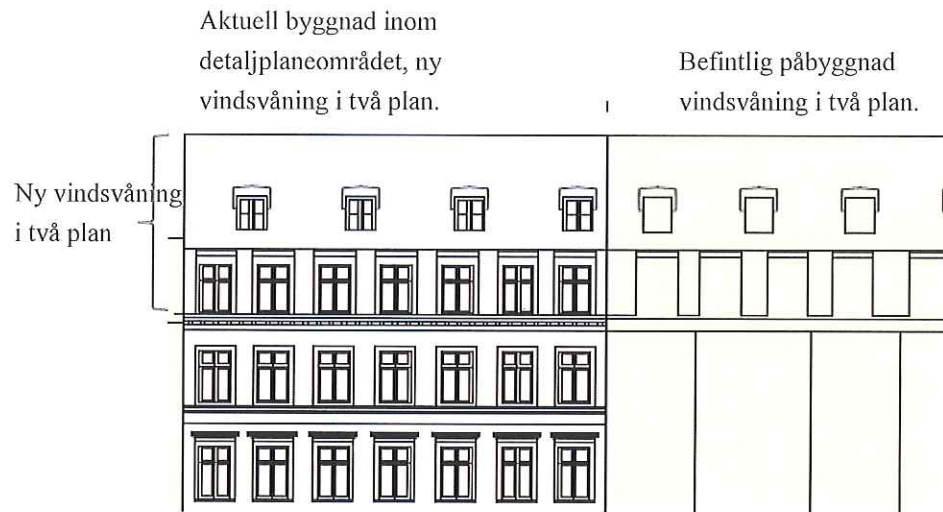 Aktuell byggnad inom
detaljplaneområdet, ny
vindsvåning i två plan.
Befintlig påbyggnad
vindsvåning i två plan.
Ny vindsvåning
i två plan